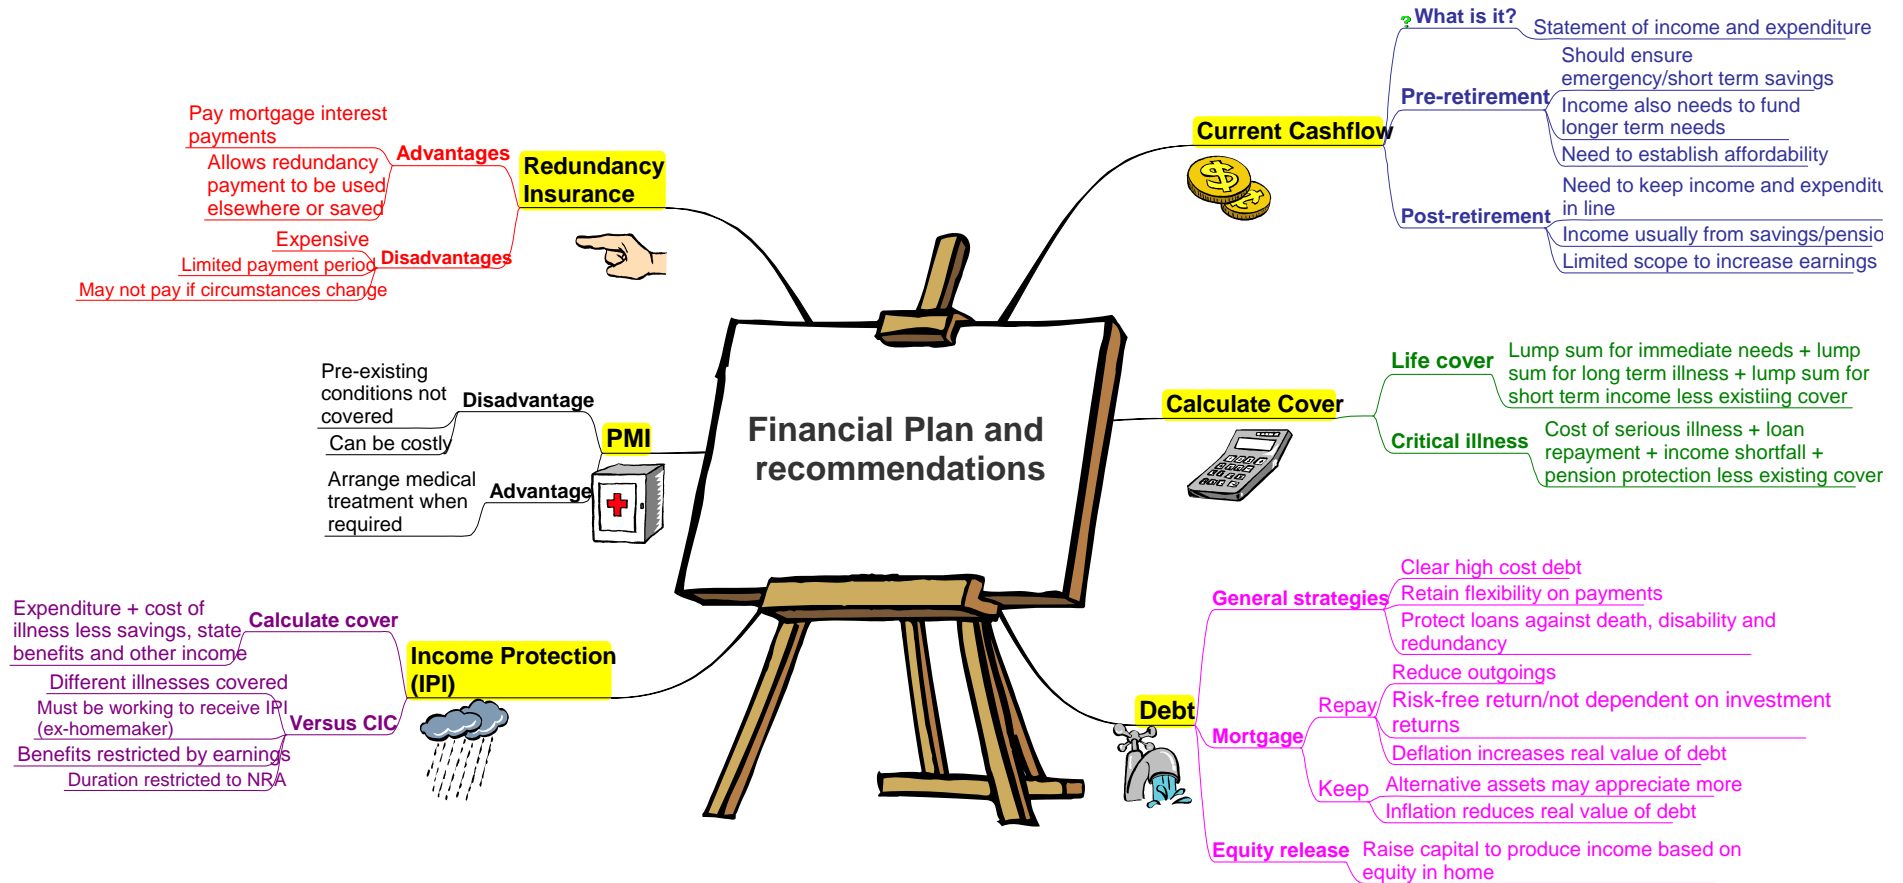 Financial Plan and
recommendations
Current Cashflow
What is it?
Statement of income and expenditure
Pre-retirement
Should ensure
emergency/short term savings
Income also needs to fund
longer term needs
Need to establish affordability
Post-retirement
Need to keep income and expenditu
in line
Income usually from savings/pensio
Limited scope to increase earnings
Calculate Cover
Life cover
Lump sum for immediate needs + lump
sum for long term illness + lump sum for
short term income less existiing cover
Critical illness
Cost of serious illness + loan
repayment + income shortfall +
pension protection less existing cover
Debt
General strategies
Clear high cost debt
Retain flexibility on payments
Protect loans against death, disability and
redundancy
Mortgage
Repay
Reduce outgoings
Risk-free return/not dependent on investment
returns
Deflation increases real value of debt
Keep
Alternative assets may appreciate more
Inflation reduces real value of debt
Equity release
Raise capital to produce income based on
equity in home
Redundancy
Insurance
Advantages
Pay mortgage interest
payments
Allows redundancy
payment to be used
elsewhere or saved
Disadvantages
Expensive
Limited payment period
May not pay if circumstances change
PMI
Disadvantage
Pre-existing
conditions not
covered
Can be costly
Advantage
Arrange medical
treatment when
required
Income Protection
(IPI)
Calculate cover
Expenditure + cost of
illness less savings, state
benefits and other income
Versus CIC
Different illnesses covered
Must be working to receive IPI
(ex-homemaker)
Benefits restricted by earnings
Duration restricted to NRA